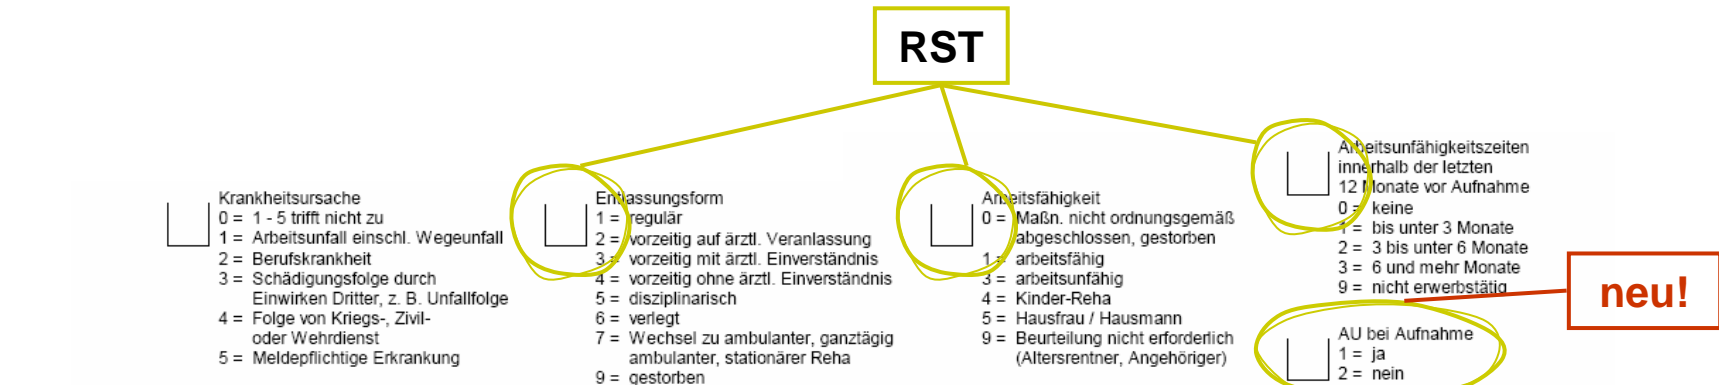 RST
Krankheitsursache
0 = 1 - 5 trifft nicht zu
1 = Arbeitsunfall einschl. Wegeunfall
2 = Berufskrankheit
3 = Schädigungsfolge durch
Einwirken Dritter, z. B. Unfallfolge
4 = Folge von Kriegs-, Zivil-
oder Wehrdienst
5 = Meldepflichtige Erkrankung
Entlassungsform
1 = regulär
2 = vorzeitig auf ärztl. Veranlassung
3 = vorzeitig mit ärztl. Einverständnis
4 = vorzeitig ohne ärztl. Einverständnis
5 = disziplinarisch
6 = verlegt
7 = Wechsel zu ambulanter, ganztägig
ambulanter, stationärer Reha
9 = gestorben
Arbeitsfähigkeit
0 = Maßn. nicht ordnungsgemäß
abgeschlossen, gestorben
1 = arbeitsfähig
3 = arbeitsunfähig
4 = Kinder-Reha
5 = Hausfrau / Hausmann
9 = Beurteilung nicht erforderlich
(Altersrentner, Angehöriger)
Arbeitsunfähigkeitszeiten
innerhalb der letzten
12 Monate vor Aufnahme
0 = keine
1 = bis unter 3 Monate
2 = 3 bis unter 6 Monate
3 = 6 und mehr Monate
9 = nicht erwerbstätig
neu!
AU bei Aufnahme
1 = ja
2 = nein